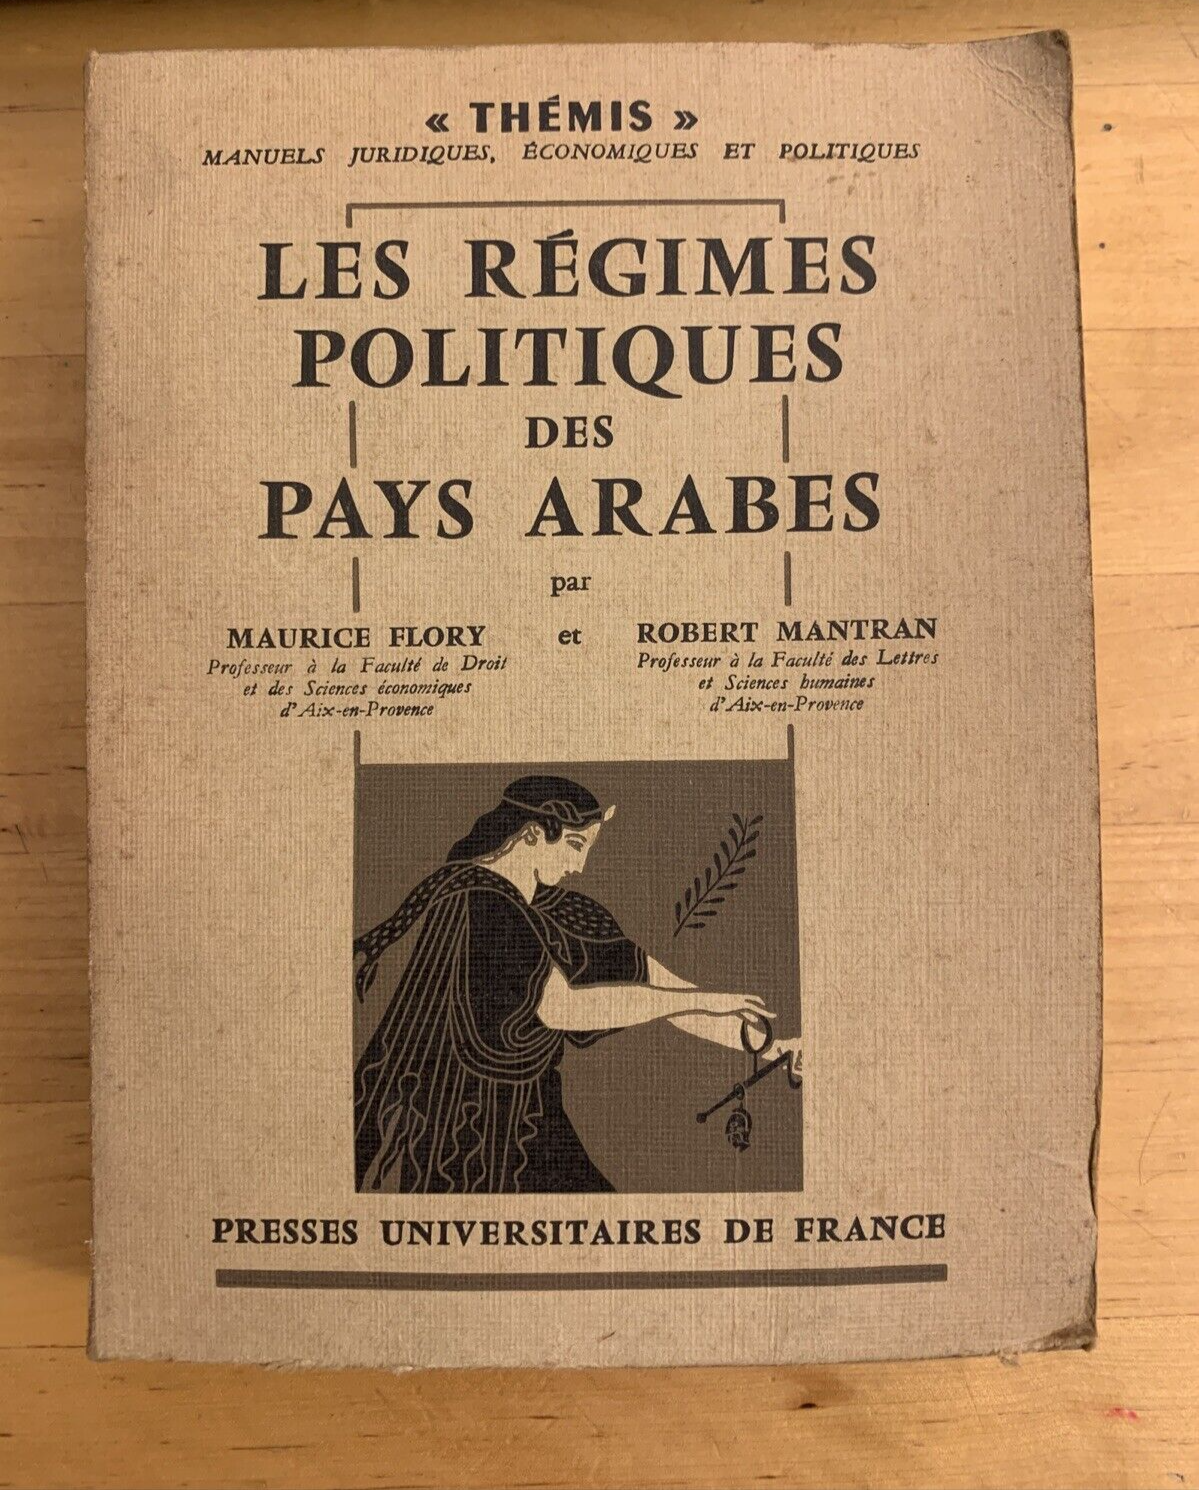 « THÉMIS »
MANUELS JURIDIQUES, ÉCONOMIQUES ET POLITIQUES
LES RÉGIMES
POLITIQUES
DES
PAYS ARABES
par
MAURICE FLORY et ROBERT MANTRAN
Professeur à la Faculté de Droit
et des Sciences économiques
d'Aix-en-Provence
Professeur à la Faculté des Lettres
et Sciences humaines
d'Aix-en-Provence
PRESSES UNIVERSITAIRES DE FRANCE